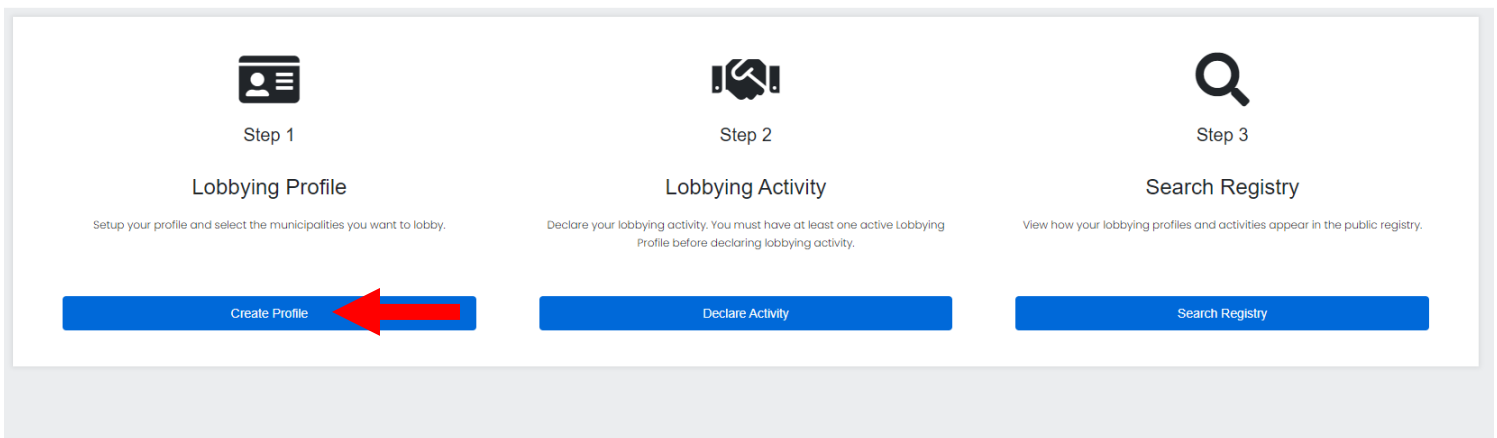 Step 1
Lobbying Profile
Setup your profile and select the municipalities you want to lobby.
Create Profile
Step 2
Lobbying Activity
Declare your lobbying activity. You must have at least one active Lobbying
Profile before declaring lobbying activity.
Declare Activity
Step 3
Search Registry
View how your lobbying profiles and activities appear in the public registry.
Search Registry